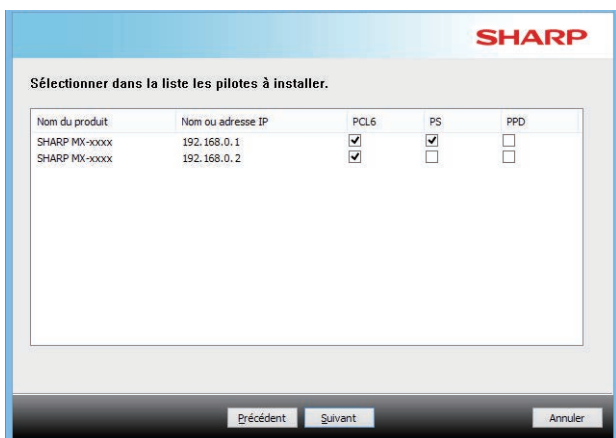 SHARP
Sélectionner dans la liste les pilotes à installer.
Nom du produit Nom ou adresse IP PCL6 PS PPD
SHARP MX-xxxx 192.168.0.1
SHARP MX-xxxx 192.168.0.2
Précédent Suivant Annuler